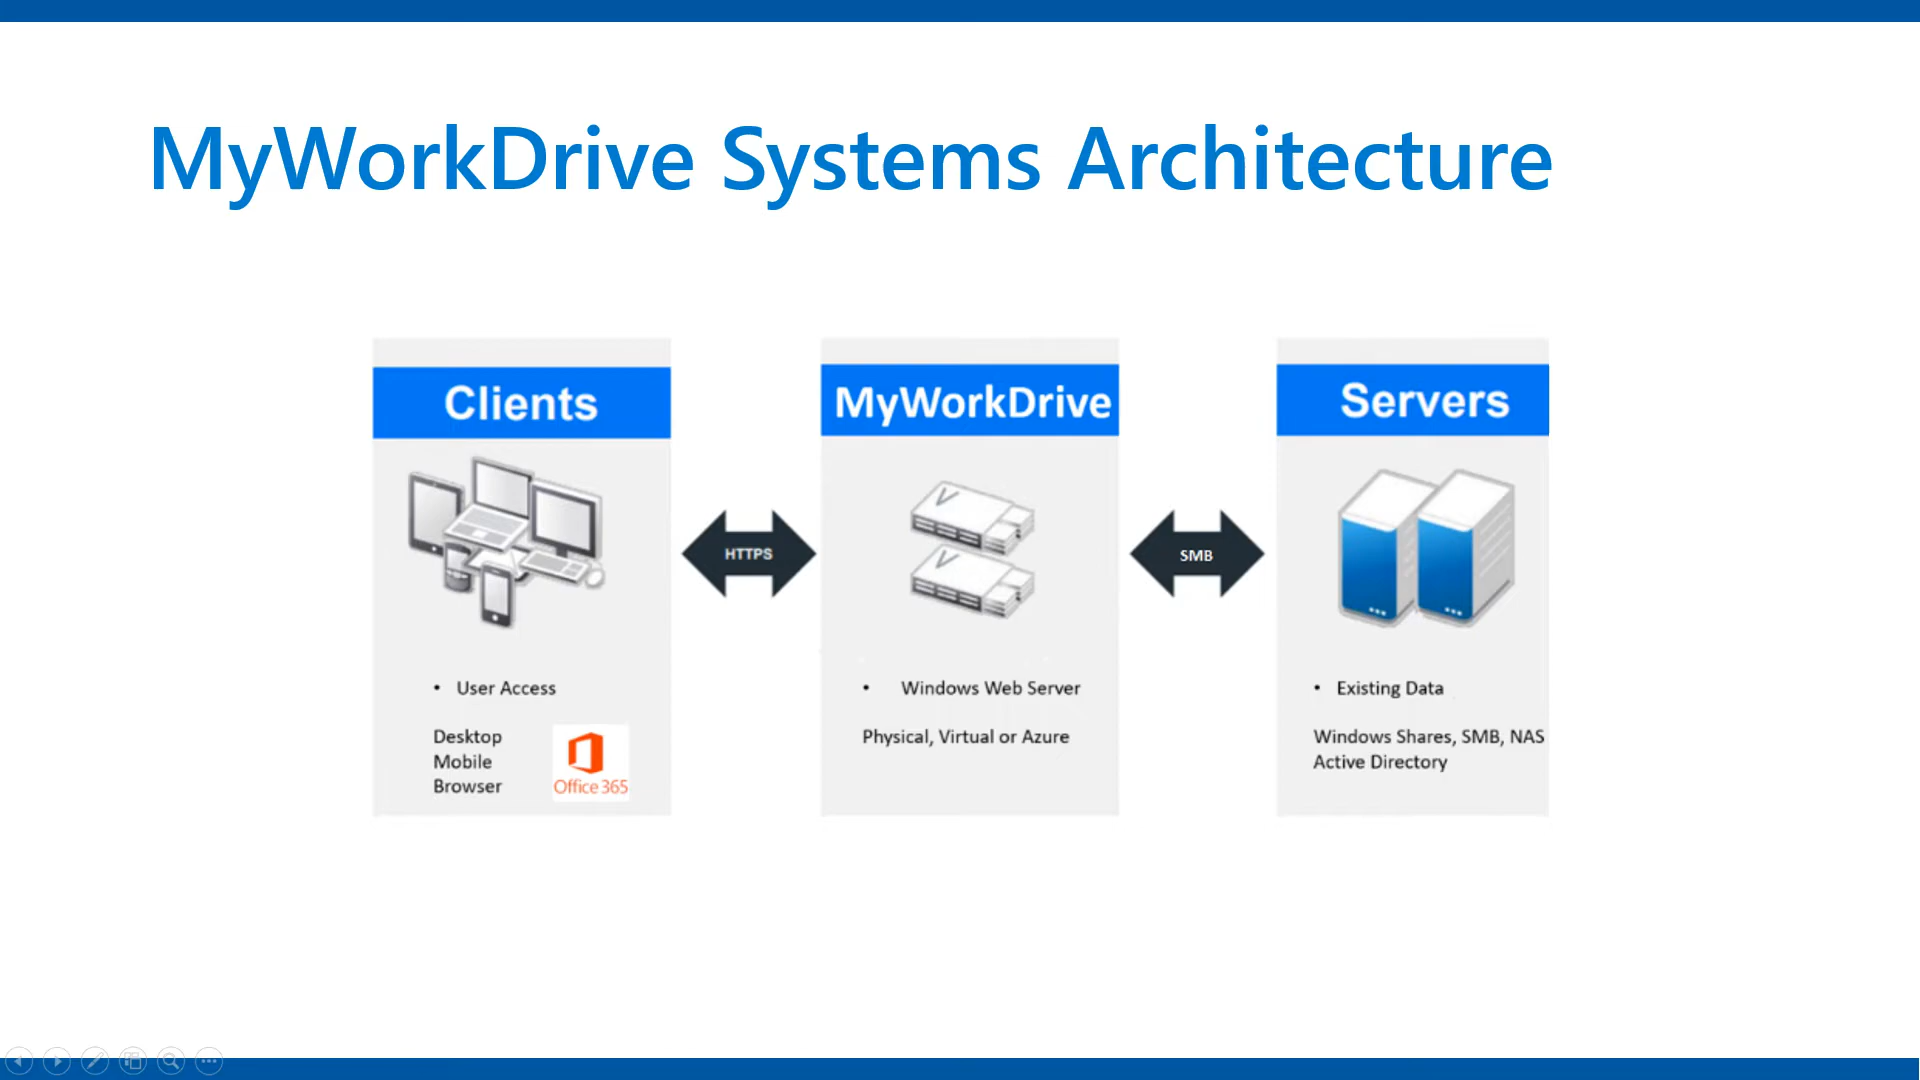 MyWorkDrive Systems Architecture
Clients
HTTPS
MyWorkDrive
SMB
Servers
• User Access
Desktop
Mobile
Browser
Office 365
• Windows Web Server
Physical, Virtual or Azure
• Existing Data
Windows Shares, SMB, NAS
Active Directory